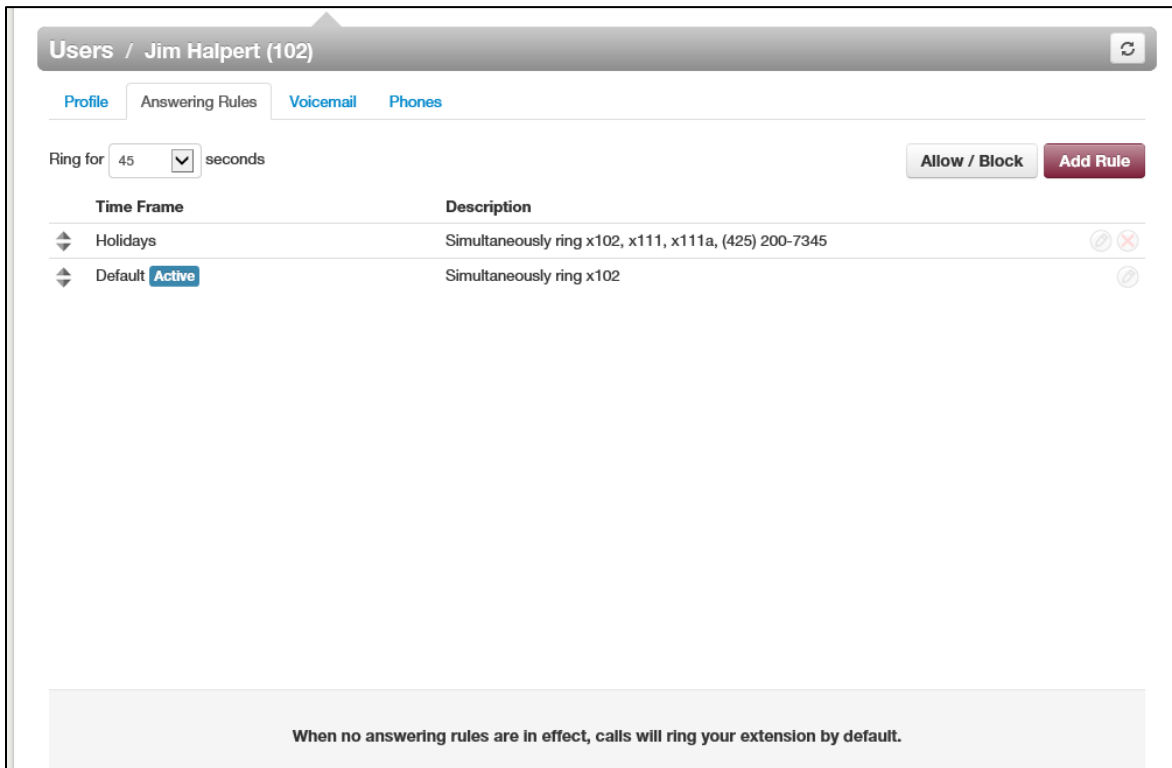 Users / Jim Halpert (102)
Profile Answering Rules Voicemail Phones
Ring for 45 seconds Allow / Block Add Rule
Time Frame Description
Holidays Simultaneously ring x102, x111, x111a, (425) 200-7345
Default Active Simultaneously ring x102
When no answering rules are in effect, calls will ring your extension by default.